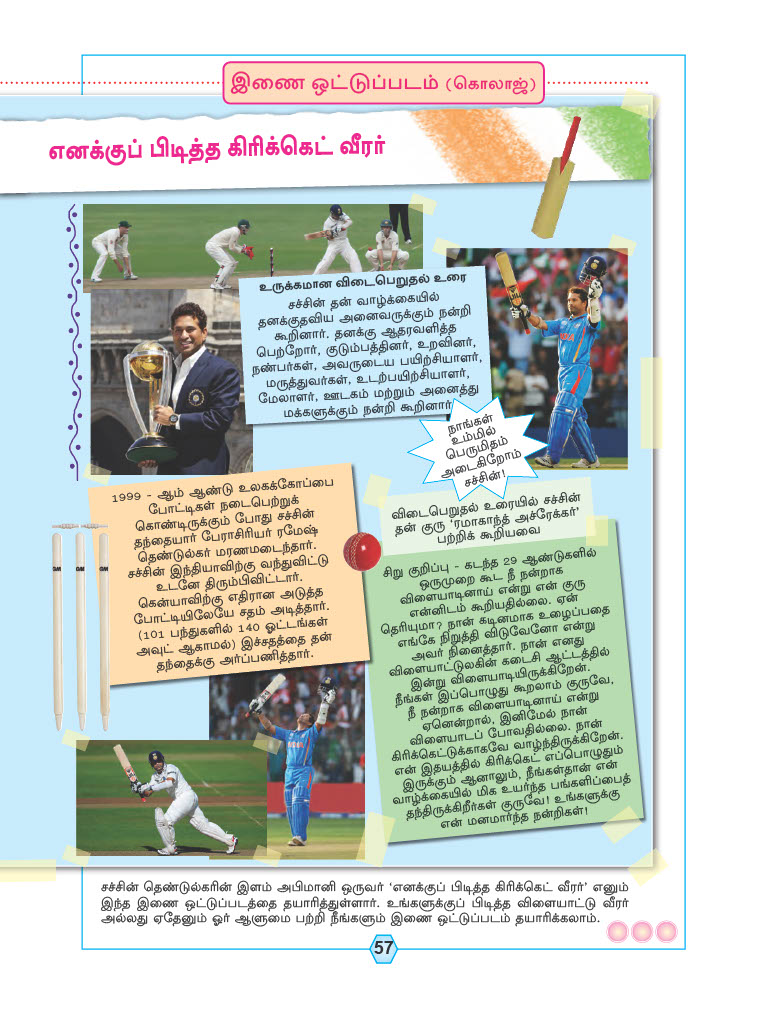 இணை ஒட்டுப்படம் (கொலாஜ்)
எனக்குப் பிடித்த கிரிக்கெட் வீரர்
உருக்கமான விடைபெறுதல் உரை
சச்சின் தன் வாழ்க்கையில்
தனக்குதவிய அனைவருக்கும் நன்றி
கூறினார். தனக்கு ஆதரவளித்த
பெற்றோர், குடும்பத்தினர், உறவினர்,
நண்பர்கள், அவருடைய பயிற்சியாளர்,
மருத்துவர்கள், உடற்பயிற்சியாளர்,
மேலாளர், ஊடகம் மற்றும் அனைத்து
மக்களுக்கும் நன்றி கூறினார்
நாங்கள்
உம்மில்
பெருமிதம்
அடைகிறோம்
சச்சின்!
1999 - ஆம் ஆண்டு உலகக்கோப்பை
போட்டிகள் நடைபெற்றுக்
கொண்டிருக்கும் போது சச்சின்
தந்தையார் பேராசிரியர் ரமேஷ்
தெண்டுல்கர் மரணமடைந்தார்.
சச்சின் இந்தியாவிற்கு வந்துவிட்டு
உடனே திரும்பிவிட்டார்.
கென்யாவிற்கு எதிரான அடுத்த
போட்டியிலேயே சதம் அடித்தார்.
(101 பந்துகளில் 140 ஓட்டங்கள்
அவுட் ஆகாமல்) இச்சதத்தை தன்
தந்தைக்கு அர்ப்பணித்தார்.
விடைபெறுதல் உரையில் சச்சின்
தன் குரு ‘ரமாகாந்த் அச்ரேக்கர்’
பற்றிக் கூறியவை
சிறு குறிப்பு - கடந்த 29 ஆண்டுகளில்
ஒருமுறை கூட நீ நன்றாக
விளையாடினாய் என்று என் குரு
என்னிடம் கூறியதில்லை. ஏன்
தெரியுமா? நான் கடினமாக உழைப்பதை
எங்கே நிறுத்தி விடுவேனோ என்று
அவர் நினைத்தார். நான் எனது
விளையாட்டுலகின் கடைசி ஆட்டத்தில்
இன்று விளையாடியிருக்கிறேன்.
நீங்கள் இப்பொழுது கூறலாம் குருவே,
நீ நன்றாக விளையாடினாய் என்று
ஏனென்றால், இனிமேல் நான்
விளையாடப் போவதில்லை. நான்
கிரிக்கெட்டுக்காகவே வாழ்ந்திருக்கிறேன்.
என் இதயத்தில் கிரிக்கெட் எப்பொழுதும்
இருக்கும் ஆனாலும், நீங்கள்தான் என்
வாழ்க்கையில் மிக உயர்ந்த பங்களிப்பைத்
தந்திருக்கிறீர்கள் குருவே! உங்களுக்கு
என் மனமார்ந்த நன்றிகள்!
சச்சின் தெண்டுல்கரின் இளம் அபிமானி ஒருவர் ‘எனக்குப் பிடித்த கிரிக்கெட் வீரர்’ எனும்
இந்த இணை ஒட்டுப்படத்தை தயாரித்துள்ளார். உங்களுக்குப் பிடித்த விளையாட்டு வீரர்
அல்லது ஏதேனும் ஓர் ஆளுமை பற்றி நீங்களும் இணை ஒட்டுப்படம் தயாரிக்கலாம்.
57